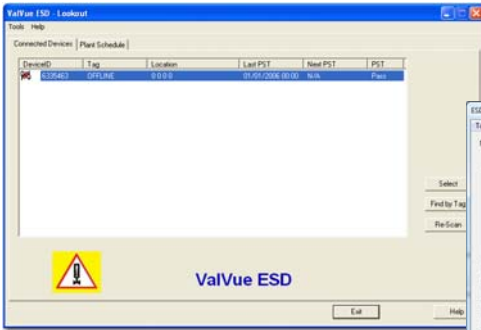 ValVue ESD - Lookout
Tools Help
Connected Devices Plant Schedule
DeviceID Tag Location Last PST Next PST PST
6335463 OFFLINE 0 0 0 0 01/01/2006 00:00 N/A Pass
Select
Find by Tag
Re-Scan
ValVue ESD
Exit Help